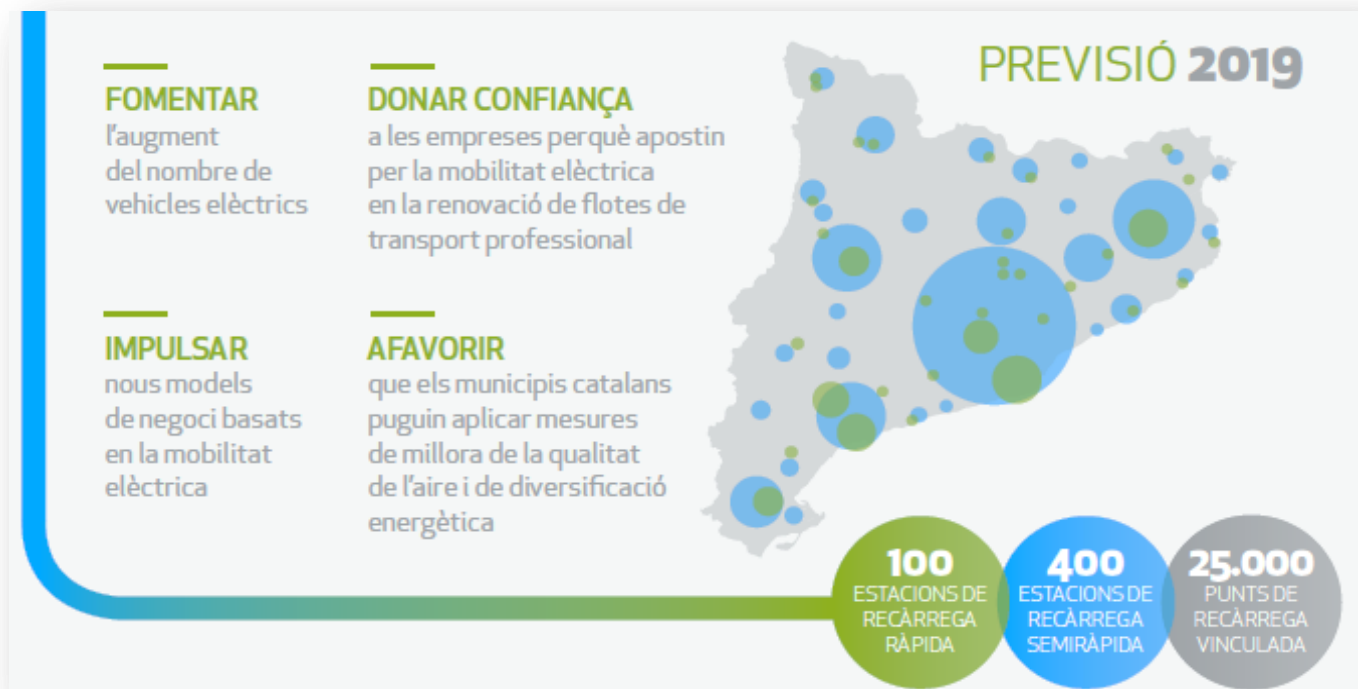 PREVISIÓ 2019
FOMENTAR
l'augment
del nombre de
vehicles elèctrics
DONAR CONFIANÇA
a les empreses perquè apostin
per la mobilitat elèctrica
en la renovació de flotes de
transport professional
IMPULSAR
nous models
de negoci basats
en la mobilitat
elèctrica
AFAVORIR
que els municipis catalans
puguin aplicar mesures
de millora de la qualitat
de l'aire i de diversificació
energètica
100
ESTACIONS DE
RECÀRREGA
RÀPIDA
400
ESTACIONS DE
RECÀRREGA
SEMIRÀPIDA
25.000
PUNTS DE
RECÀRREGA
VINCULADA